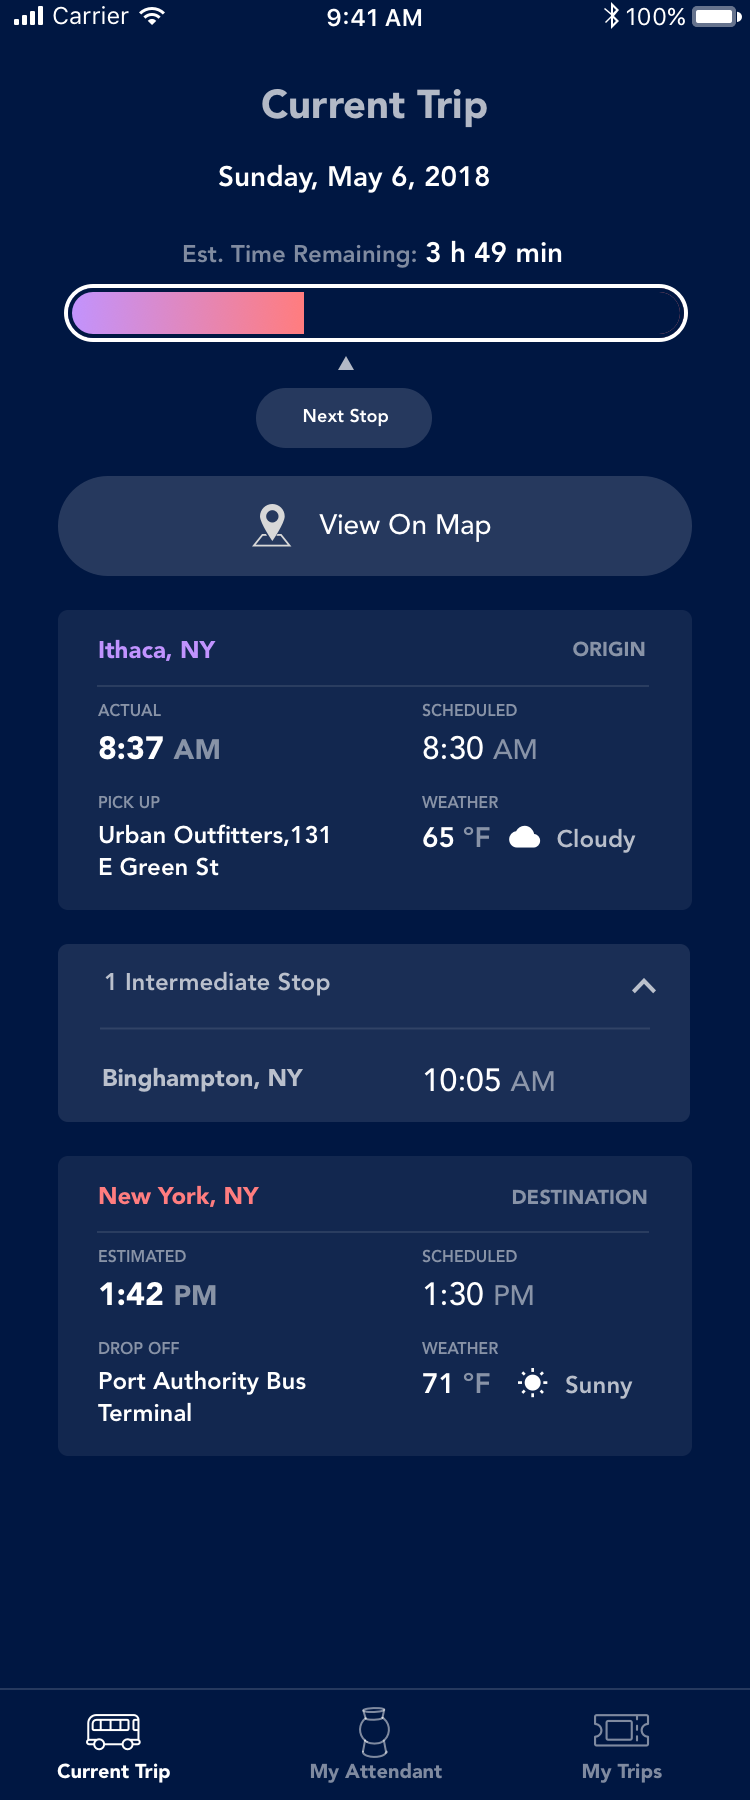 Carrier 9:41 AM 100%
Current Trip
Sunday, May 6, 2018
Est. Time Remaining: 3 h 49 min
Next Stop
View On Map
Ithaca, NY ORIGIN
ACTUAL SCHEDULED
8:37 AM 8:30 AM
PICK UP WEATHER
Urban Outfitters,131 65 °F Cloudy
E Green St
1 Intermediate Stop
Binghampton, NY 10:05 AM
New York, NY DESTINATION
ESTIMATED SCHEDULED
1:42 PM 1:30 PM
DROP OFF WEATHER
Port Authority Bus 71 °F Sunny
Terminal
Current Trip My Attendant My Trips